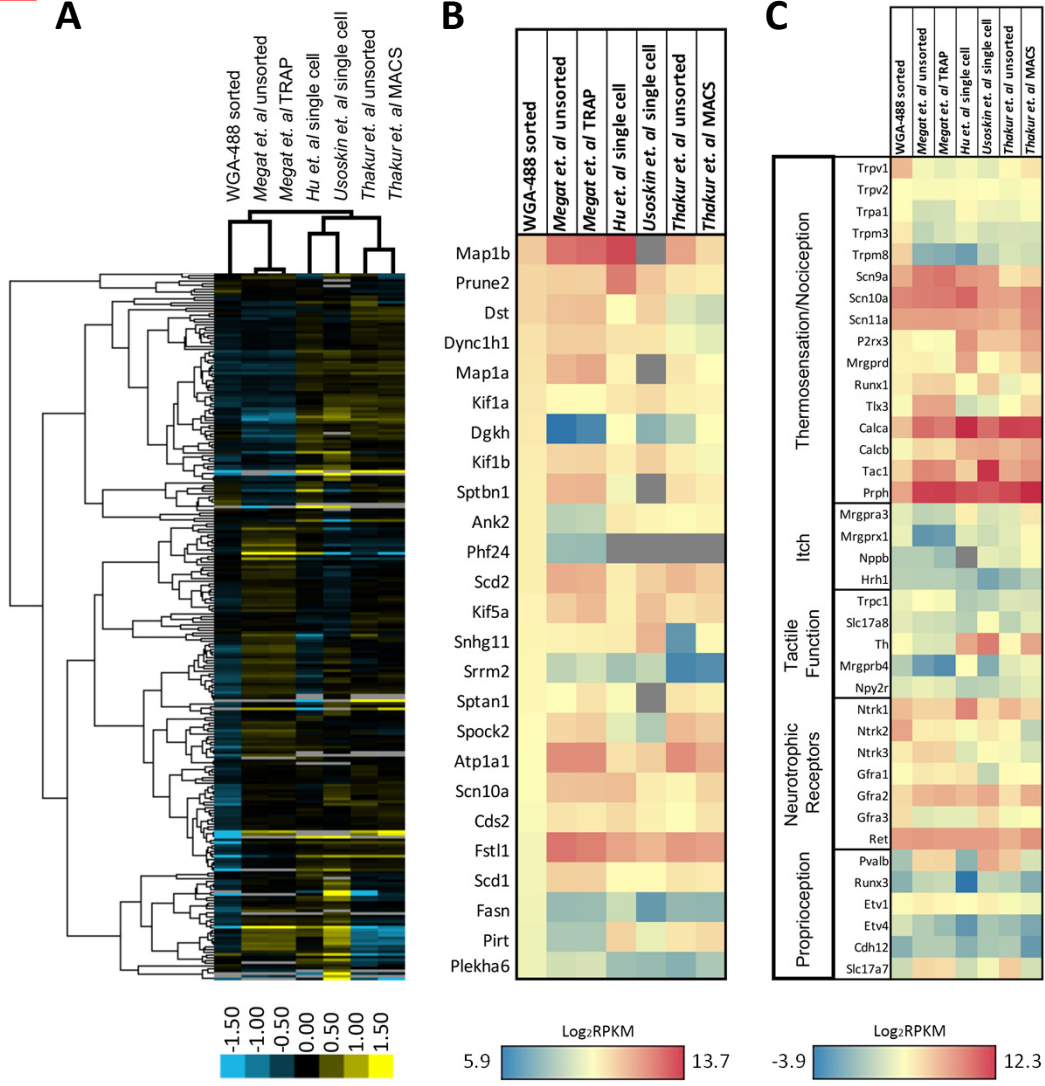 A
WGA-488 sorted
Megat et. al unsorted
Megat et. al TRAP
Hu et. al single cell
Usoskin et. al single cell
Thakur et. al unsorted
Thakur et. al MACS
-1.50
-1.00
-0.50
0.00
0.50
1.00
1.50
B
WGA-488 sorted
Megat et. al unsorted
Megat et. al TRAP
Hu et. al single cell
Usoskin et. al single cell
Thakur et. al unsorted
Thakur et. al MACS
Map1b
Prune2
Dst
Dync1h1
Map1a
Kif1a
Dgkh
Kif1b
Sptbn1
Ank2
Phf24
Scd2
Kif5a
Snhg11
Srrm2
Sptan1
Spock2
Atp1a1
Scn10a
Cds2
Fstl1
Scd1
Fasn
Pirt
Plekha6
Log2RPKM
5.9 13.7
C
WGA-488 sorted
Megat et. al unsorted
Megat et. al TRAP
Hu et. al single cell
Usoskin et. al single cell
Thakur et. al unsorted
Thakur et. al MACS
Thermosensation/Nociception
Trpv1
Trpv2
Trpa1
Trpm3
Trpm8
Scn9a
Scn10a
Scn11a
P2rx3
Mrgprd
Runx1
Tlx3
Calca
Calcb
Tac1
Prph
Itch
Mrgpra3
Mrgprx1
Nppb
Hrh1
Tactile
Function
Trpc1
Slc17a8
Th
Mrgprb4
Npy2r
Neurotrophic
Receptors
Ntrk1
Ntrk2
Ntrk3
Gfra1
Gfra2
Gfra3
Ret
Proprioception
Pvalb
Runx3
Etv1
Etv4
Cdh12
Slc17a7
Log2RPKM
-3.9 12.3